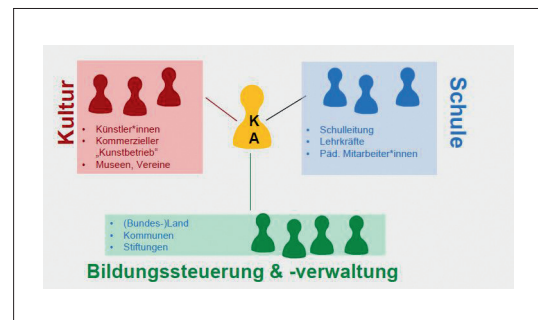 Kultur
• Künstler*innen
• Kommerzieller
„Kunstbetrieb"
• Museen, Vereine
K
A
Schule
• Schulleitung
• Lehrkräfte
• Päd. Mitarbeiter*innen
• (Bundes-)Land
• Kommunen
• Stiftungen
Bildungssteuerung & -verwaltung